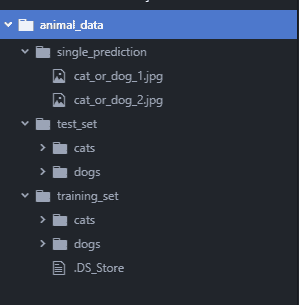 animal_data
single_prediction
cat_or_dog_1.jpg
cat_or_dog_2.jpg
test_set
cats
dogs
training_set
cats
dogs
.DS_Store